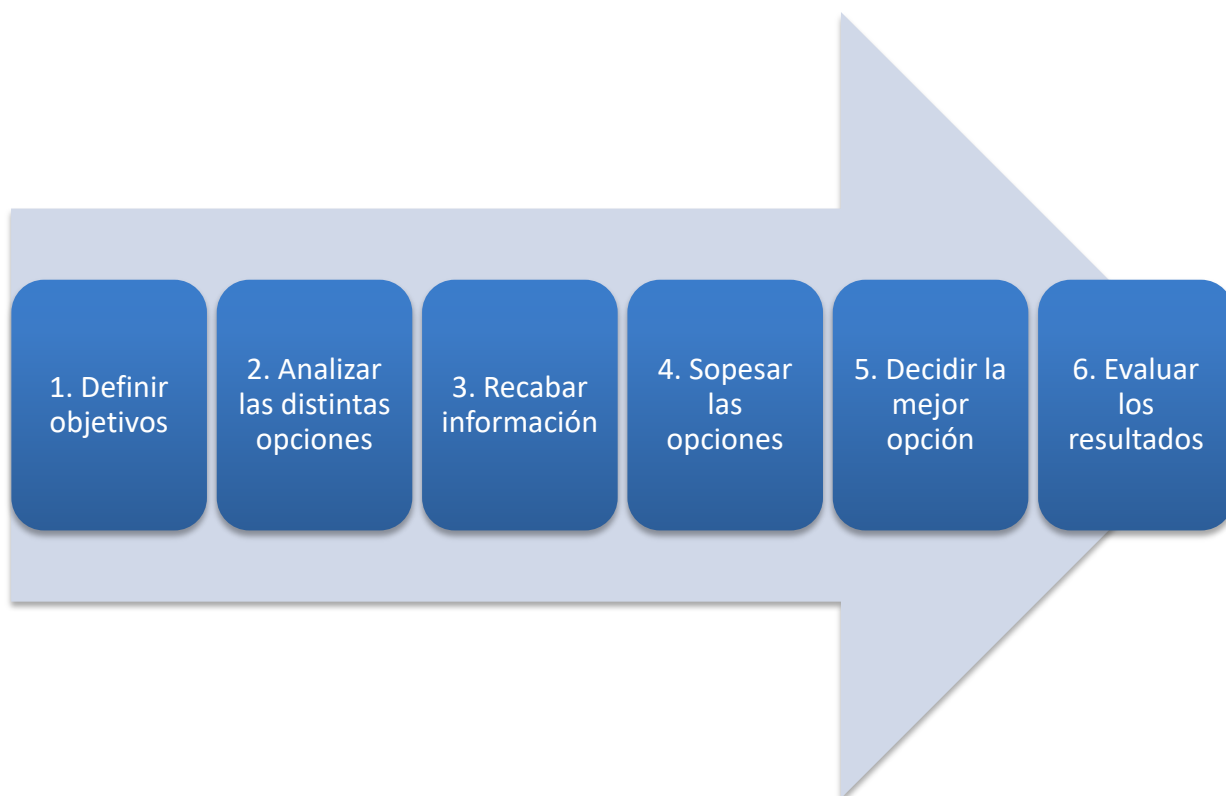 1. Definir
objetivos
2. Analizar
las distintas
opciones
3. Recabar
información
4. Sopesar
las
opciones
5. Decidir la
mejor
opción
6. Evaluar
los
resultados